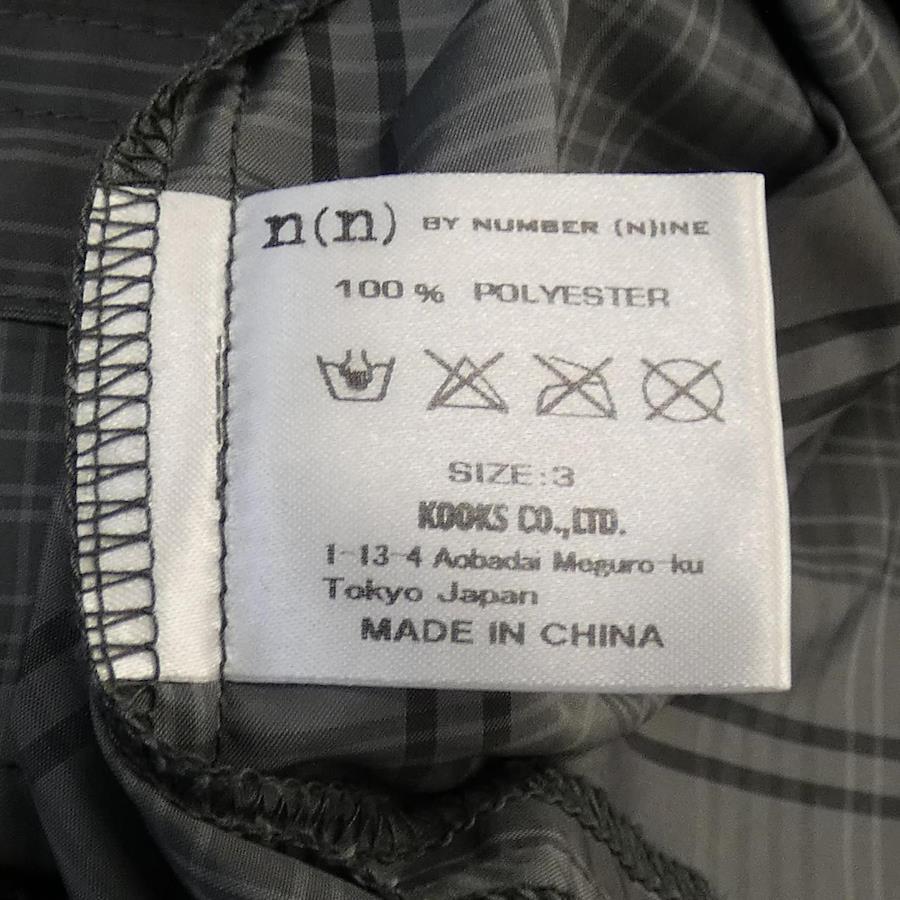 n(n) BY NUMBER (N)INE
100% POLYESTER
SIZE:3
KOOKS CO.,LTD.
1-13-4 Aobadai Meguro-ku
Tokyo Japan
MADE IN CHINA